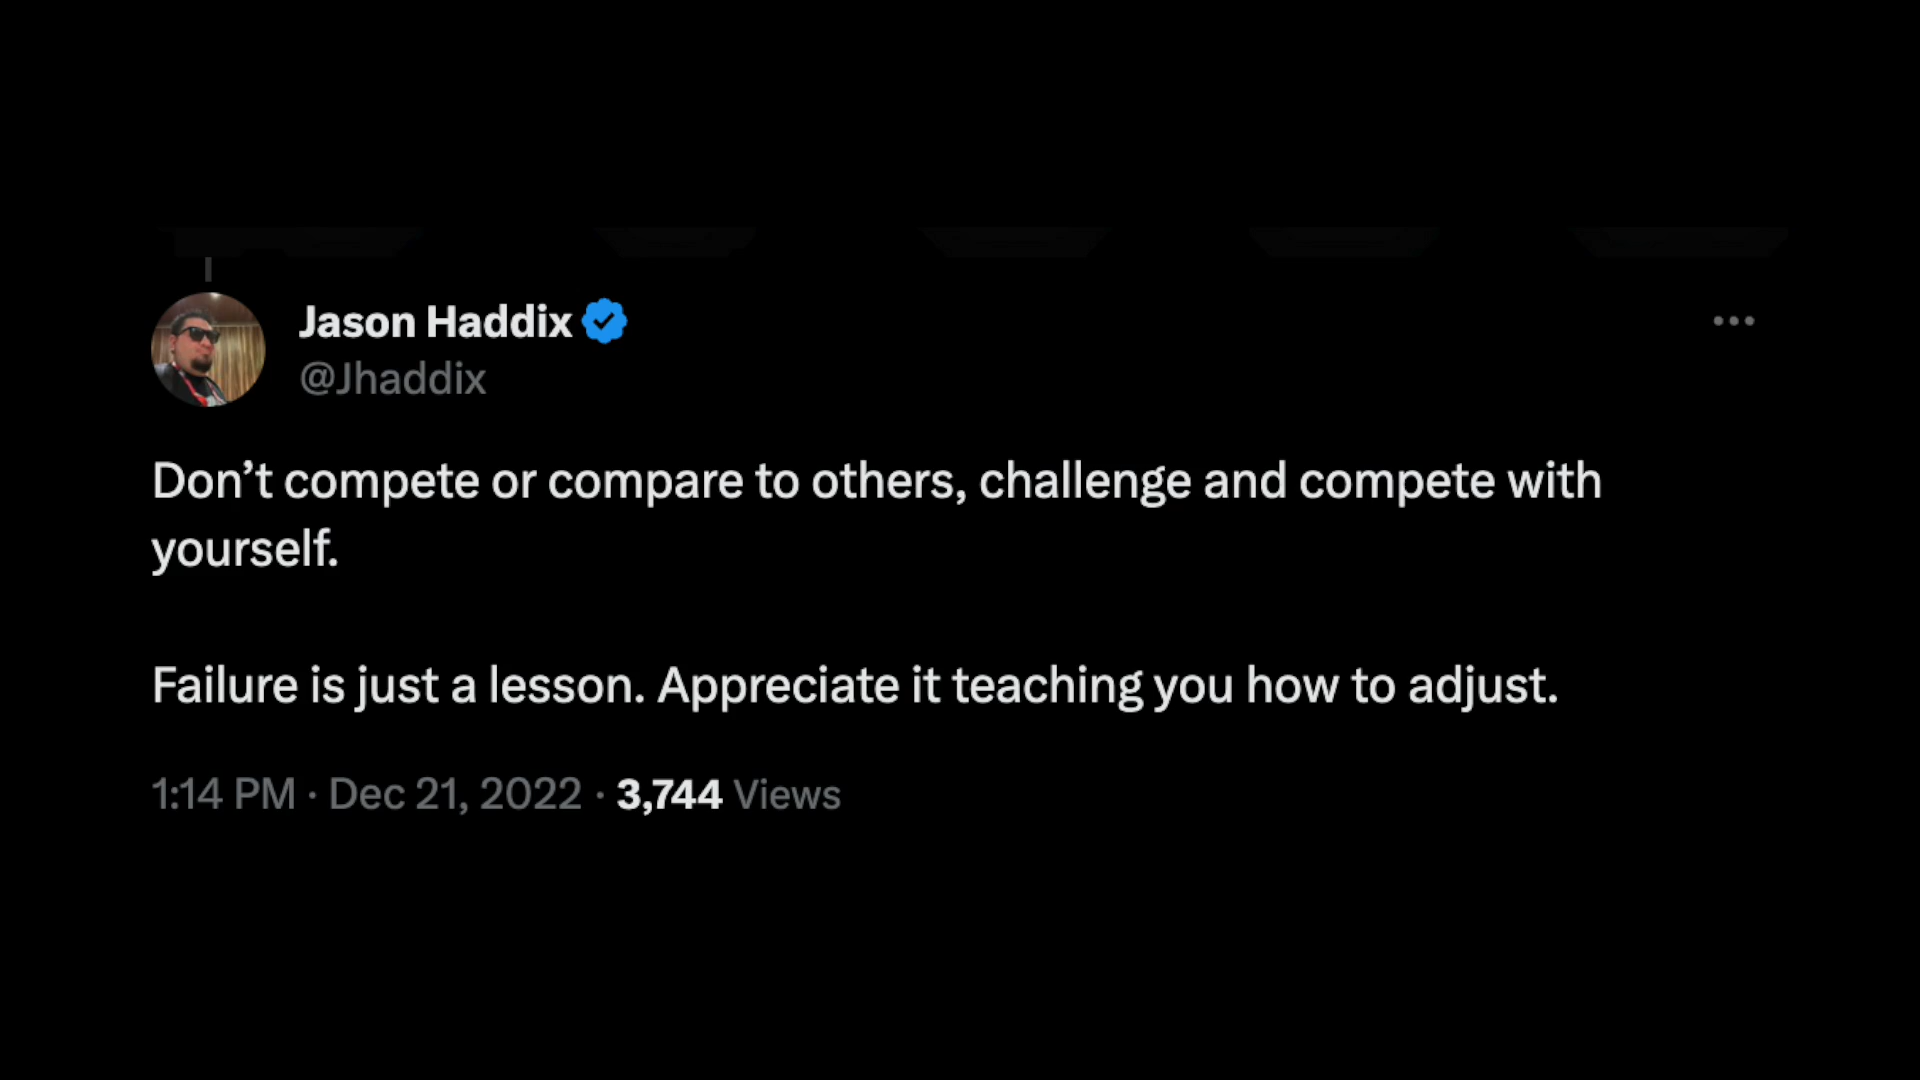 Jason Haddix
@Jhaddix
Don’t compete or compare to others, challenge and compete with
yourself.
Failure is just a lesson. Appreciate it teaching you how to adjust.
1:14 PM · Dec 21, 2022 · 3,744 Views